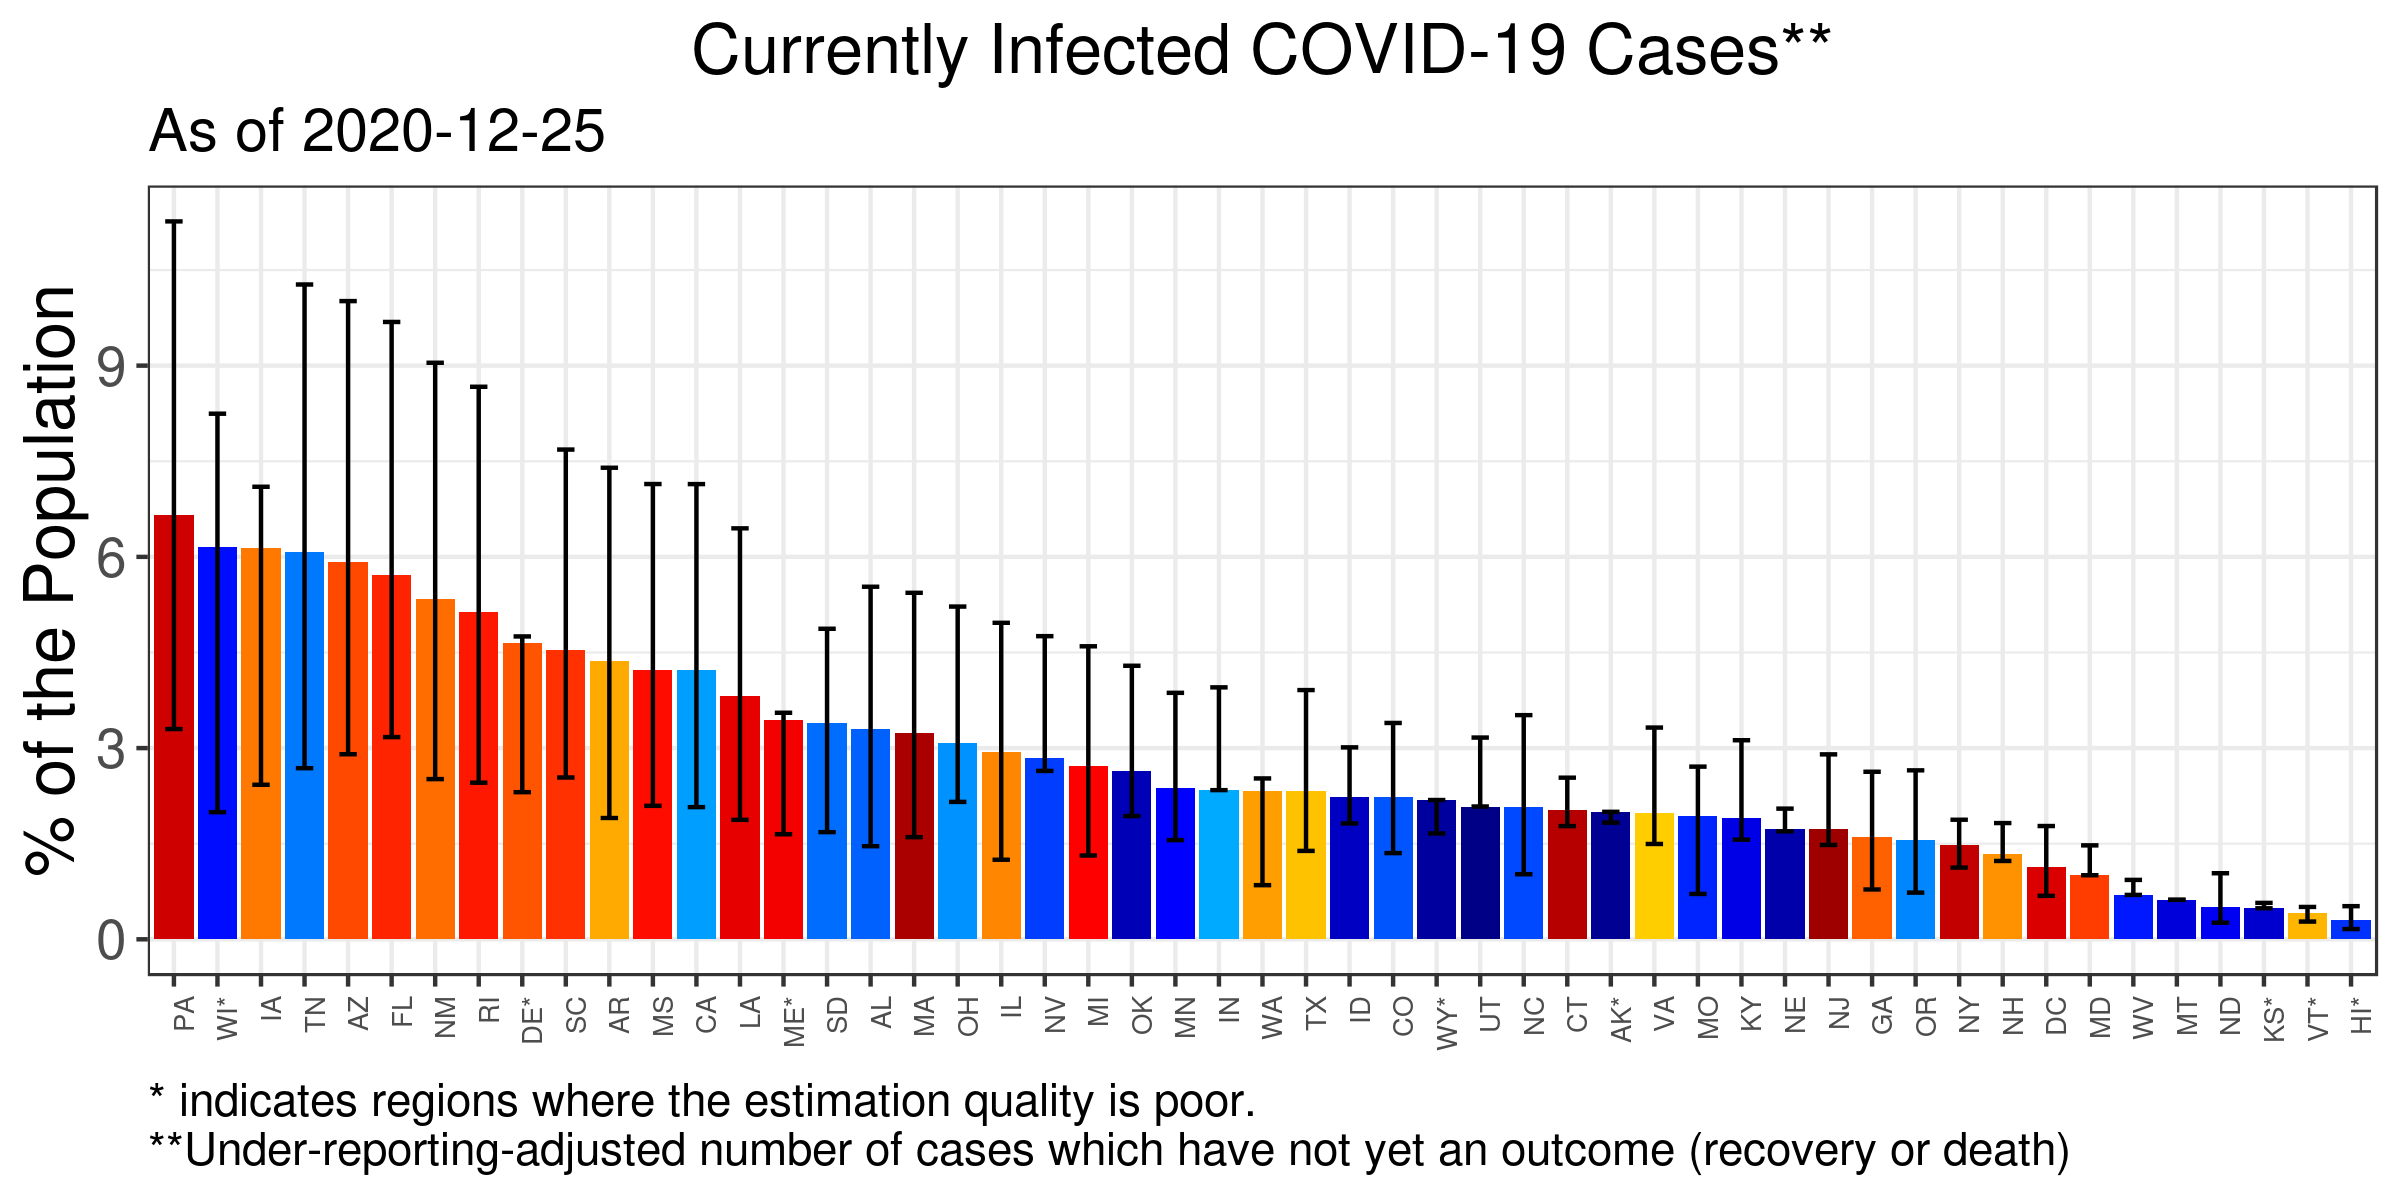 Currently Infected COVID-19 Cases**
As of 2020-12-25
% of the Population
9
6
3
0
PA WI* IA TN AZ FL NM RI DE* SC AR MS CA LA ME* SD AL MA OH IL NV MI OK MN IN WA TX ID CO WY* UT NC CT AK* VA MO KY NE NJ GA OR NY NH DC MD WV MT ND KS* VT* HI*
* indicates regions where the estimation quality is poor.
**Under-reporting-adjusted number of cases which have not yet an outcome (recovery or death)